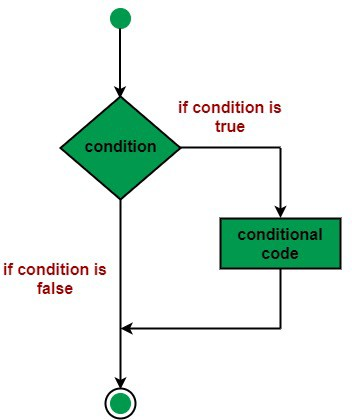 if condition is
true
condition
conditional
code
if condition is
false